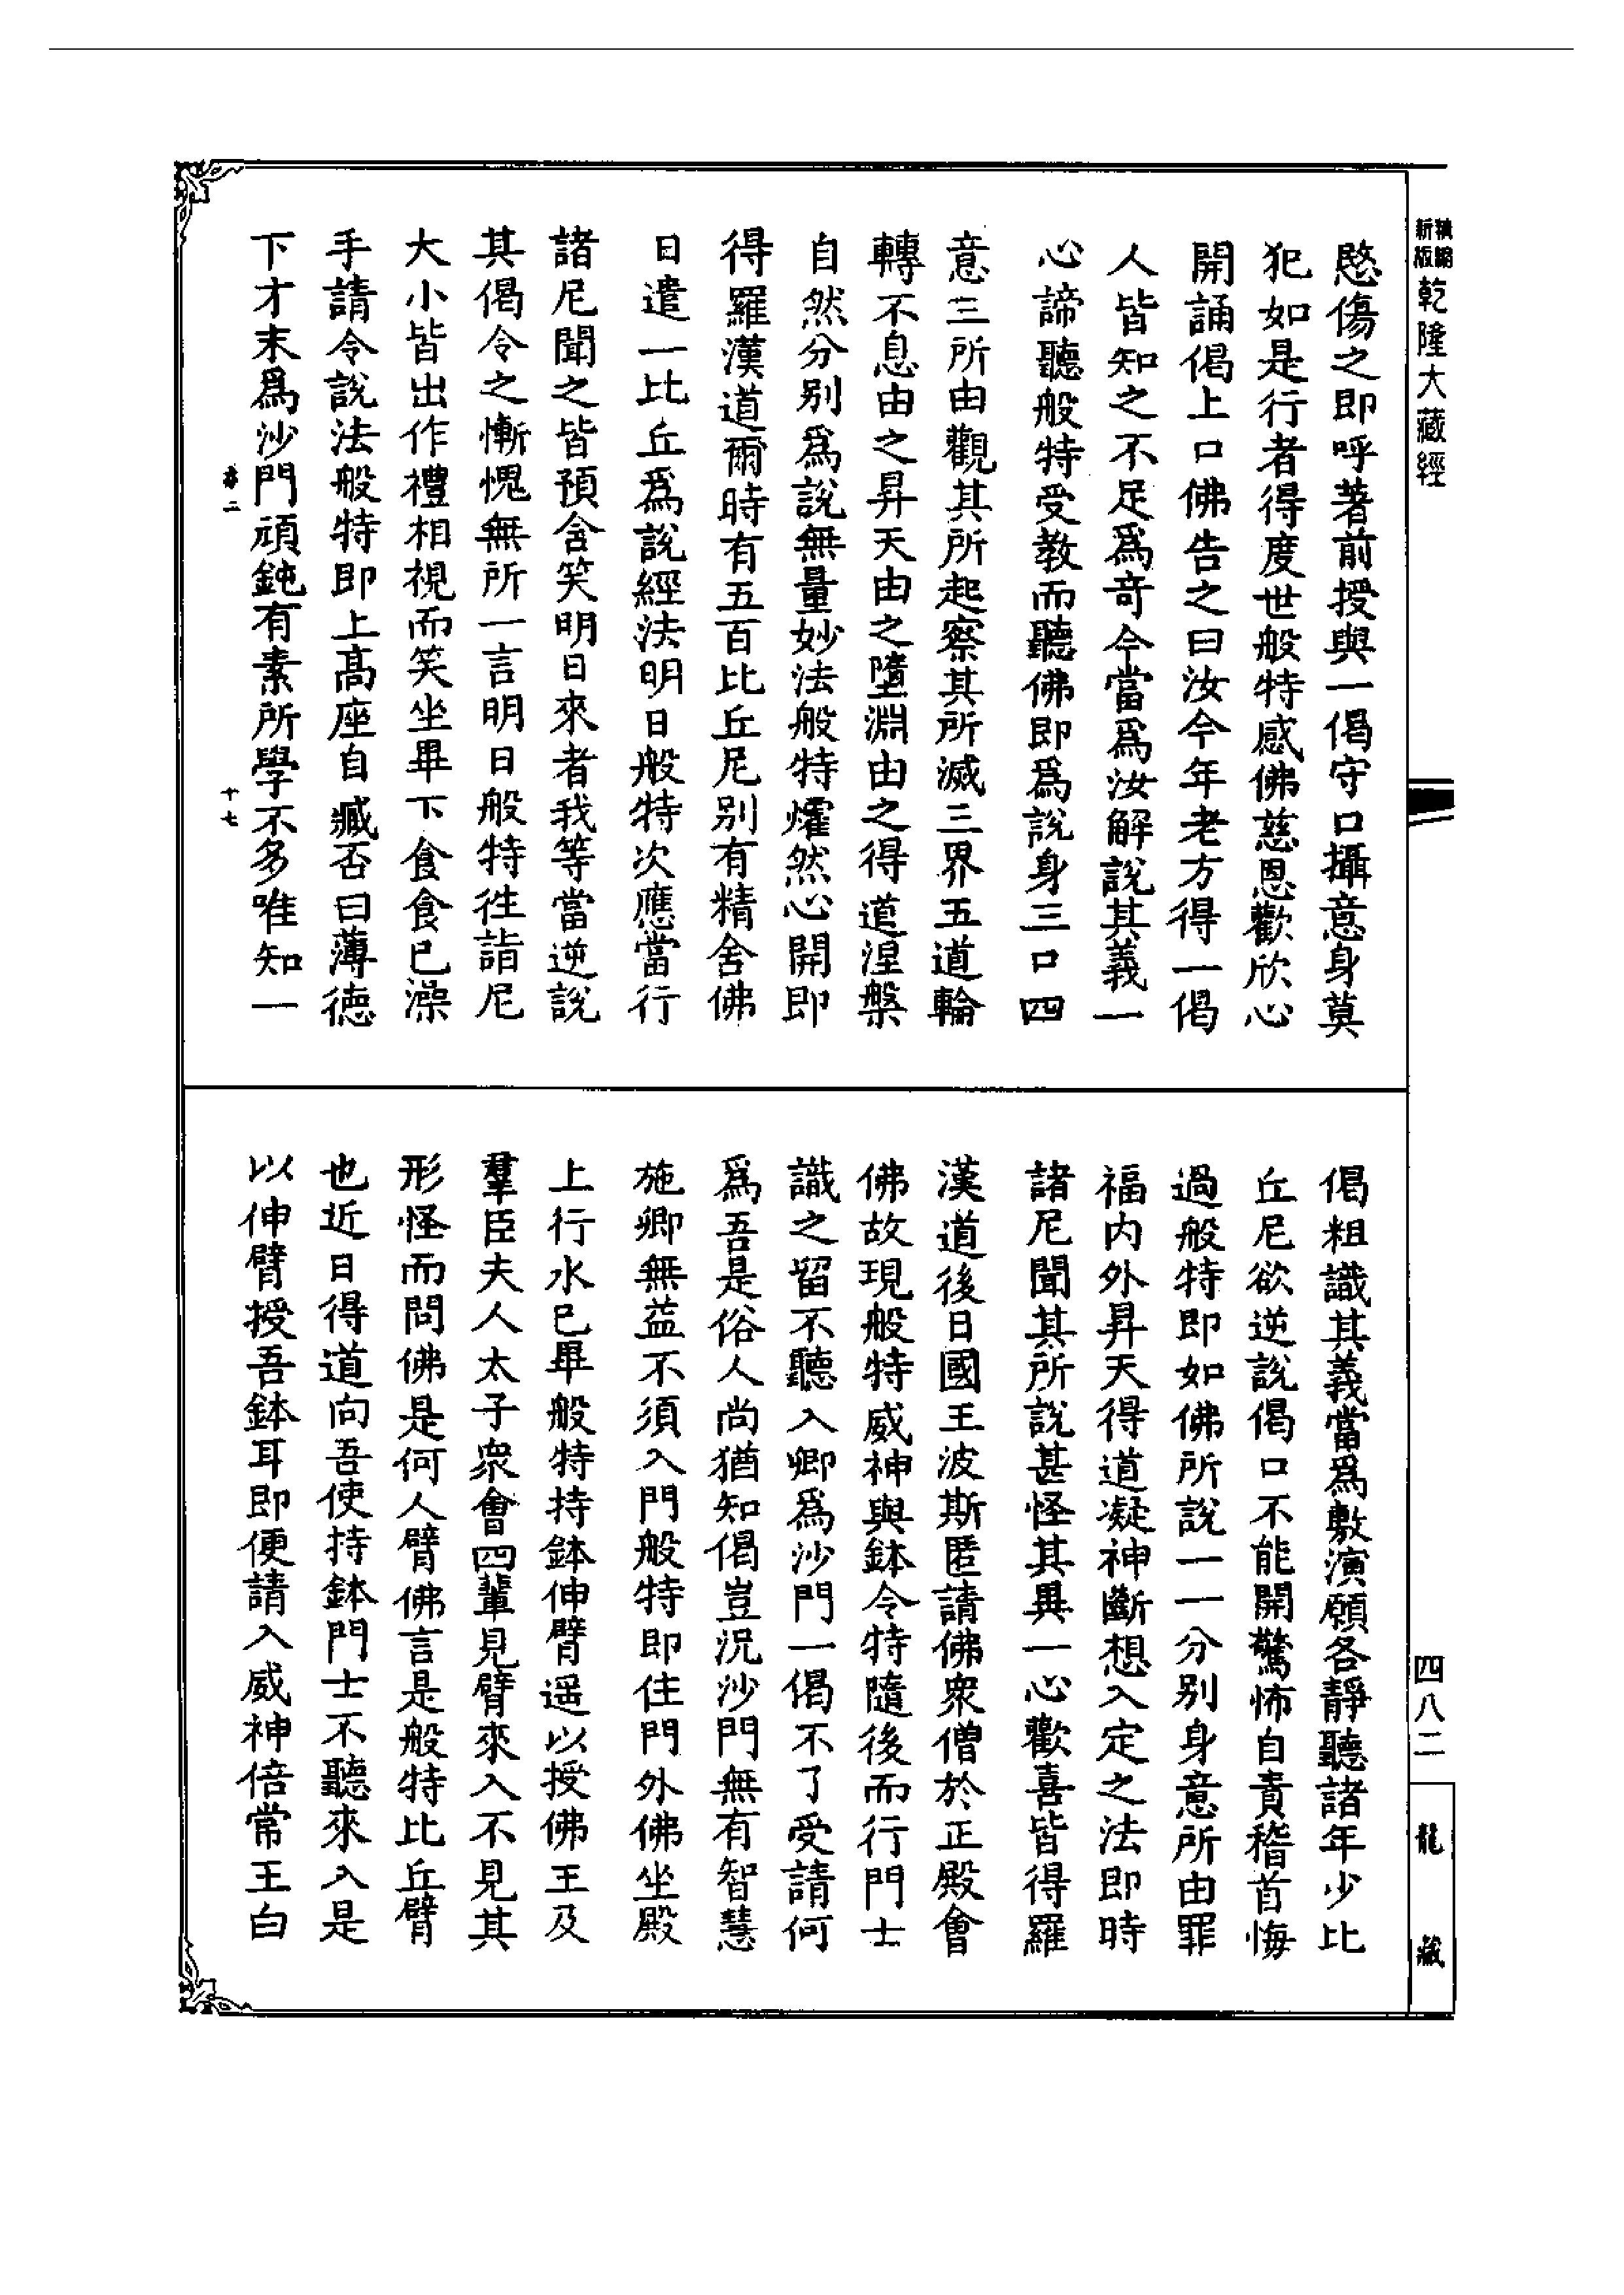 新版
精縮
乾隆大藏經
愍傷之即呼著前授與一偈守口攝意身莫
犯如是行者得度世般特感佛慈恩歡欣心
開誦偈上口佛告之曰汝今年老方得一偈
人皆知之不足爲奇今當爲汝解說其義一
心諦聽般特受教而聽佛即爲說身三口四
意三所由觀其所起察其所滅三界五道輪
轉不息由之昇天由之墮淵由之得道涅槃
自然分別爲說無量妙法般特燿然心開即
得羅漢道爾時有五百比丘尼別有精舍佛
日遣一比丘爲說經法明日般特次應當行
諸尼聞之皆預含笑明日來者我等當逆說
其偈令之慚愧無所一言明日般特徃詣尼
大小皆出作禮相視而笑坐畢下食食已澡
手請令說法般特即上高座自臧否曰薄德
下才末爲沙門頑鈍有素所學不多唯知一
十七
偈粗識其義當爲敷演願各靜聽諸年少比
丘尼欲逆說偈口不能開驚怖自責稽首悔
過般特即如佛所說一一分別身意所由罪
福內外昇天得道凝神斷想入定之法即時
諸尼聞其所說甚怪其異一心歡喜皆得羅
漢道後日國王波斯匿請佛衆僧於正殿會
佛故現般特威神與鉢令特隨後而行門士
識之留不聽入卿爲沙門一偈不了受請何
爲吾是俗人尚猶知偈豈況沙門無有智慧
施卿無益不須入門般特即住門外佛坐殿
上行水已畢般特持鉢伸臂遥以授佛王及
羣臣夫人太子衆會四輩見臂來入不見其
形怪而問佛是何人臂佛言是般特比丘臂
也近日得道向吾使持鉢門士不聽來入是
以伸臂授吾鉢耳即便請入威神倍常王白
四八二
龍藏